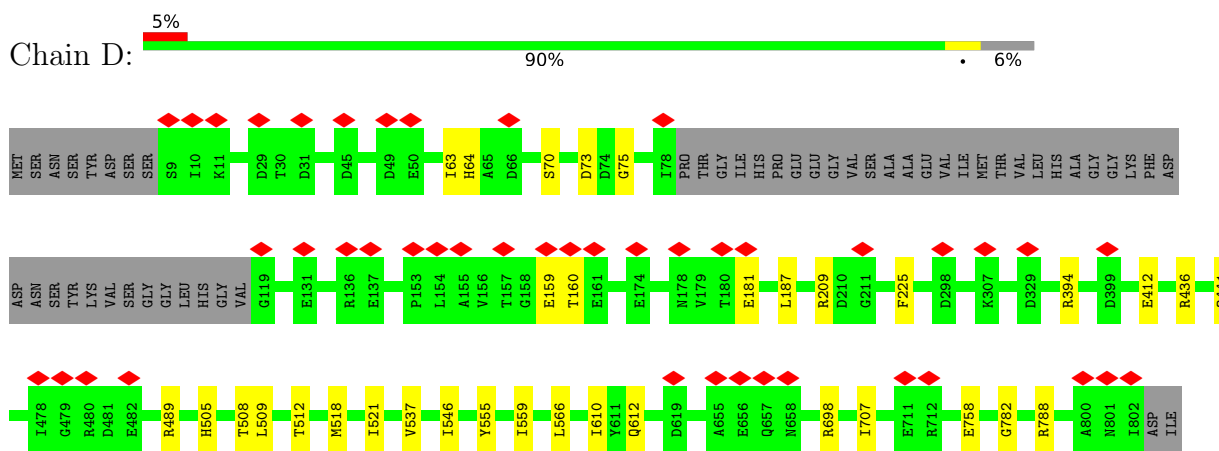 5%
Chain D:
90% • 6%
MET SER ASN SER TYR ASP SER SER S9 I10 K11 D29 T30 D31 D45 D49 E50 I63 H64 A65 D66 S70 D73 D74 G75 I78 PRO THR GLY ILE HIS PRO GLU GLU GLY VAL SER ALA ALA GLU VAL ILE MET THR VAL LEU HIS ALA GLY GLY LYS PHE ASP
ASP ASN SER TYR LYS VAL SER GLY GLY LEU HIS GLY VAL G119 E131 R136 E137 P153 L154 A155 V156 T157 G158 E159 T160 E161 E174 N178 V179 T180 E181 L187 R209 D210 G211 F225 D298 K307 D329 R394 D399 E412 R436
I478 G479 R480 D481 E482 R489 H505 T508 L509 T512 M518 I521 V537 I546 Y555 I559 L566 I610 Y611 Q612 D619 A655 E656 Q657 N658 R698 I707 E711 R712 E758 G782 R788 A800 N801 I802 ASP ILE